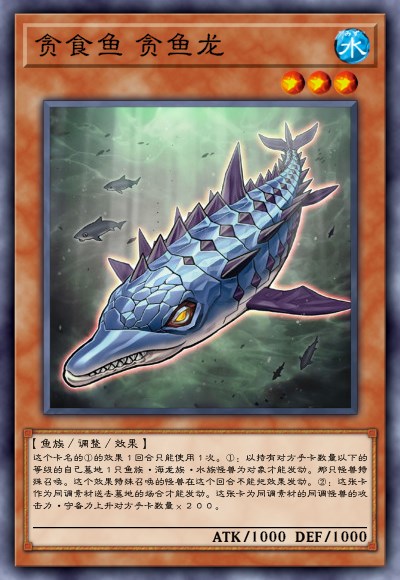 贪食鱼 贪鱼龙
水
【鱼族／调整／效果】
这个卡名的①的效果1回合只能使用1次。①：以持有对方手卡数量以下的
等级的自己墓地1只鱼族·海龙族·水族怪兽为对象才能发动。那只怪兽特
殊召唤。这个效果特殊召唤的怪兽在这个回合不能把效果发动。②：这张卡
作为同调素材送去墓地的场合才能发动。这张卡为同调素材的同调怪兽的攻
击力·守备力上升对方手卡数量×200。
ATK/1000 DEF/1000